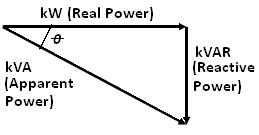 kW (Real Power)
θ
kVA
(Apparent
Power)
kVAR
(Reactive
Power)